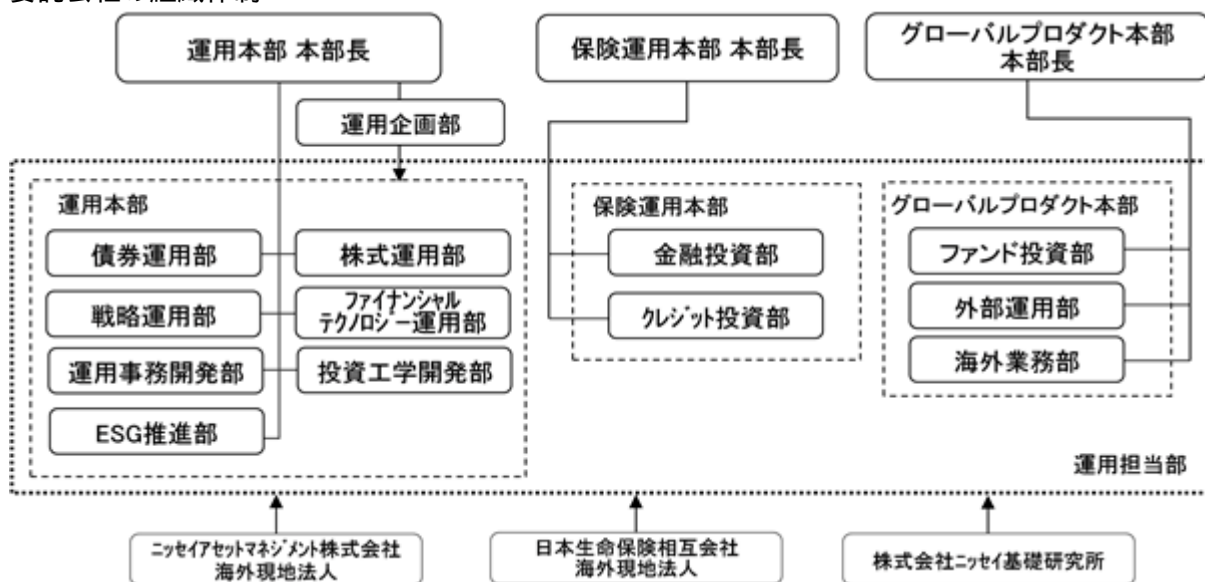 運用本部 本部長
保険運用本部 本部長
グローバルプロダクト本部
本部長
運用企画部
運用本部
債券運用部
株式運用部
戦略運用部
ファイナンシャル
テクノロジー運用部
運用事務開発部
投資工学開発部
ESG推進部
保険運用本部
金融投資部
クレジット投資部
グローバルプロダクト本部
ファンド投資部
外部運用部
海外業務部
運用担当部
ニッセイアセットマネジメント株式会社
海外現地法人
日本生命保険相互会社
海外現地法人
株式会社ニッセイ基礎研究所